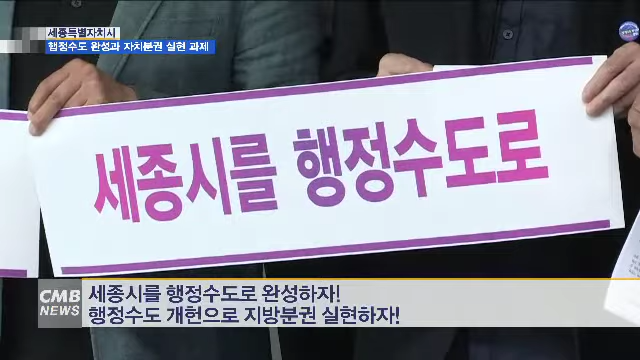 세종특별자치시
행정수도 완성과 자치분권 실현 과제
세종시를 행정수도로
CMB
NEWS
세종시를 행정수도로 완성하자!
행정수도 개헌으로 지방분권 실현하자!